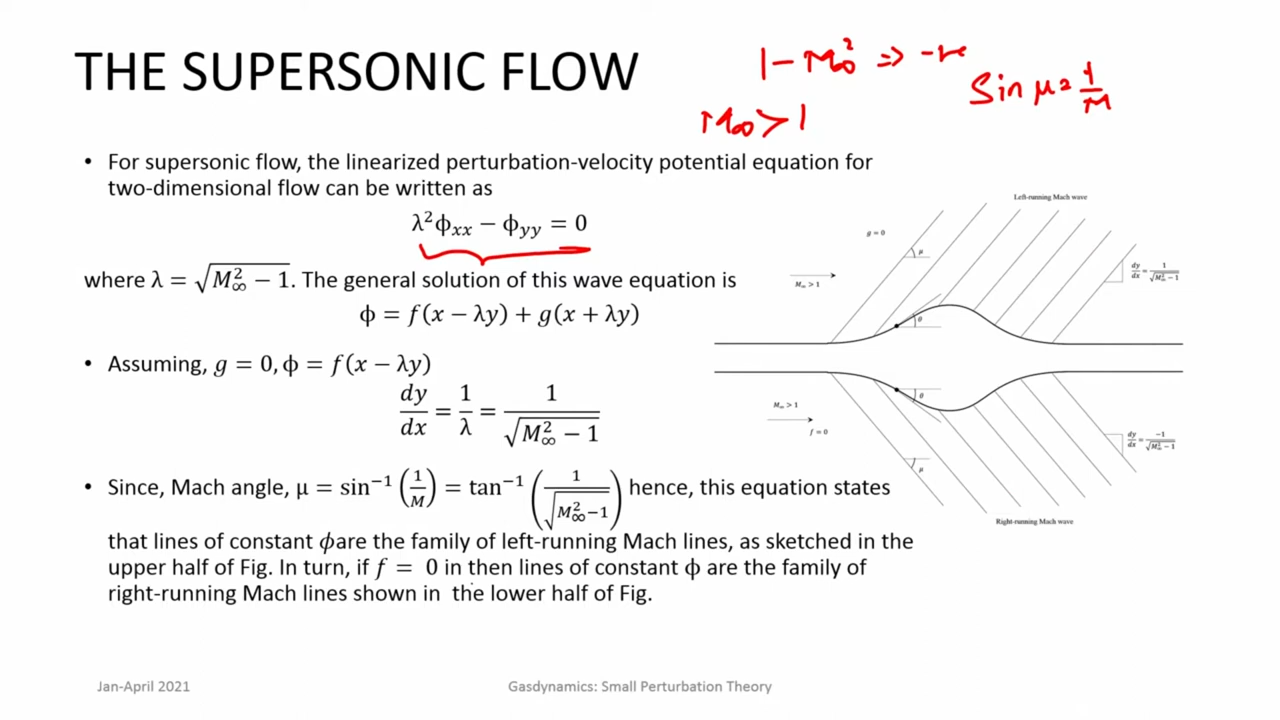 THE SUPERSONIC FLOW
1 − M∞² ⇒ -ve
Sin μ = 1/M
M∞ > 1
• For supersonic flow, the linearized perturbation-velocity potential equation for
two-dimensional flow can be written as
λ²ϕxx − ϕyy = 0
where λ = √(M∞² − 1). The general solution of this wave equation is
ϕ = f(x − λy) + g(x + λy)
• Assuming, g = 0, ϕ = f(x − λy)
dy/dx = 1/λ = 1/√(M∞² − 1)
• Since, Mach angle, μ = sin⁻¹(1/M) = tan⁻¹(1/√(M∞²−1)) hence, this equation states
that lines of constant ϕare the family of left-running Mach lines, as sketched in the
upper half of Fig. In turn, if f = 0 in then lines of constant ϕ are the family of
right-running Mach lines shown in the lower half of Fig.
Left-running Mach wave
g = 0
μ
M∞ > 1
dy/dx = 1/√(M∞² − 1)
θ
θ
M∞ > 1
f = 0
dy/dx = −1/√(M∞² − 1)
μ
Right-running Mach wave
Jan-April 2021
Gasdynamics: Small Perturbation Theory